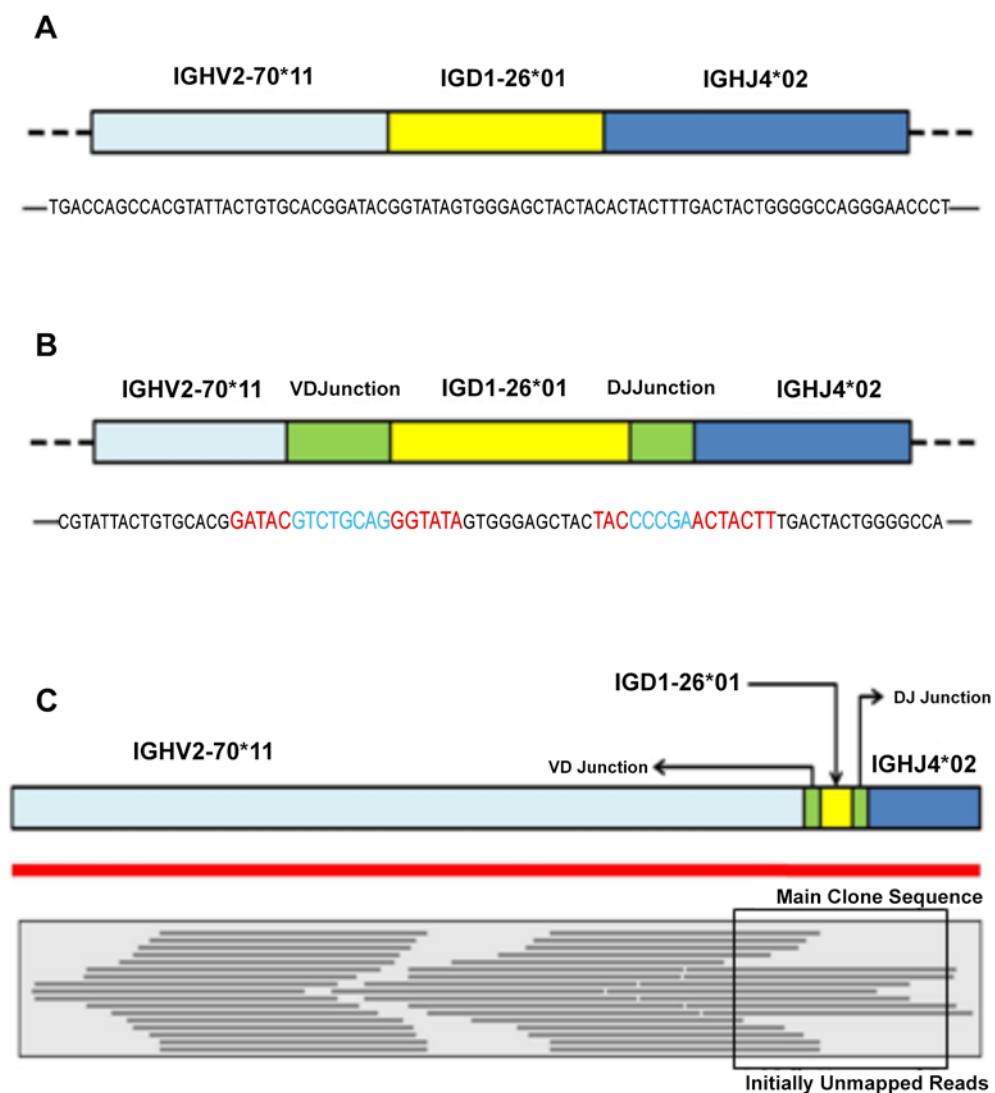 A
IGHV2-70*11 IGD1-26*01 IGHJ4*02
TGACCAGCCACGTATTACTGTGCACGGATACGGTATAGTGGGAGCTACTACACTACTTTGACTACTGGGGCCAGGGAACCCT
B
IGHV2-70*11 VDJunction IGD1-26*01 DJJunction IGHJ4*02
CGTATTACTGTGCACGGATACGTCTGCAGGGTATAGTGGGAGCTACTACCCCGAACTACTTTGACTACTGGGGCCA
C
IGD1-26*01
DJ Junction
IGHV2-70*11
VD Junction
IGHJ4*02
Main Clone Sequence
Initially Unmapped Reads